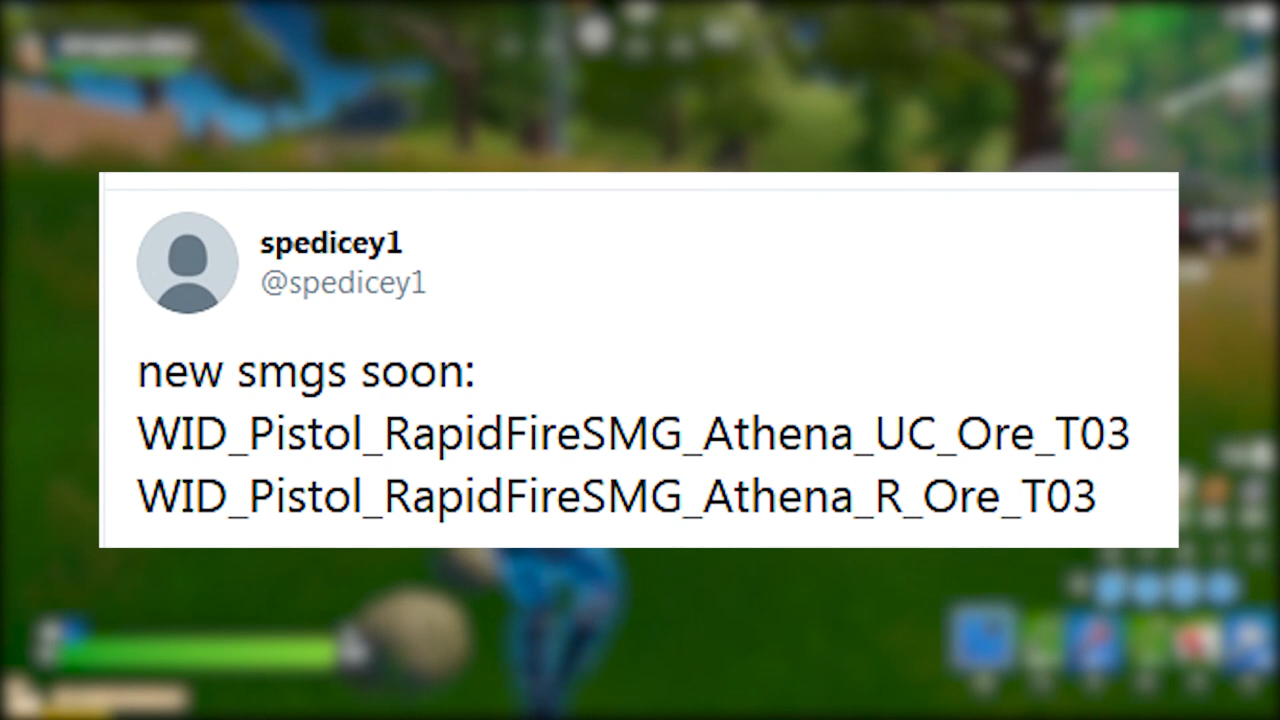 spedicey1
@spedicey1
new smgs soon:
WID_Pistol_RapidFireSMG_Athena_UC_Ore_T03
WID_Pistol_RapidFireSMG_Athena_R_Ore_T03